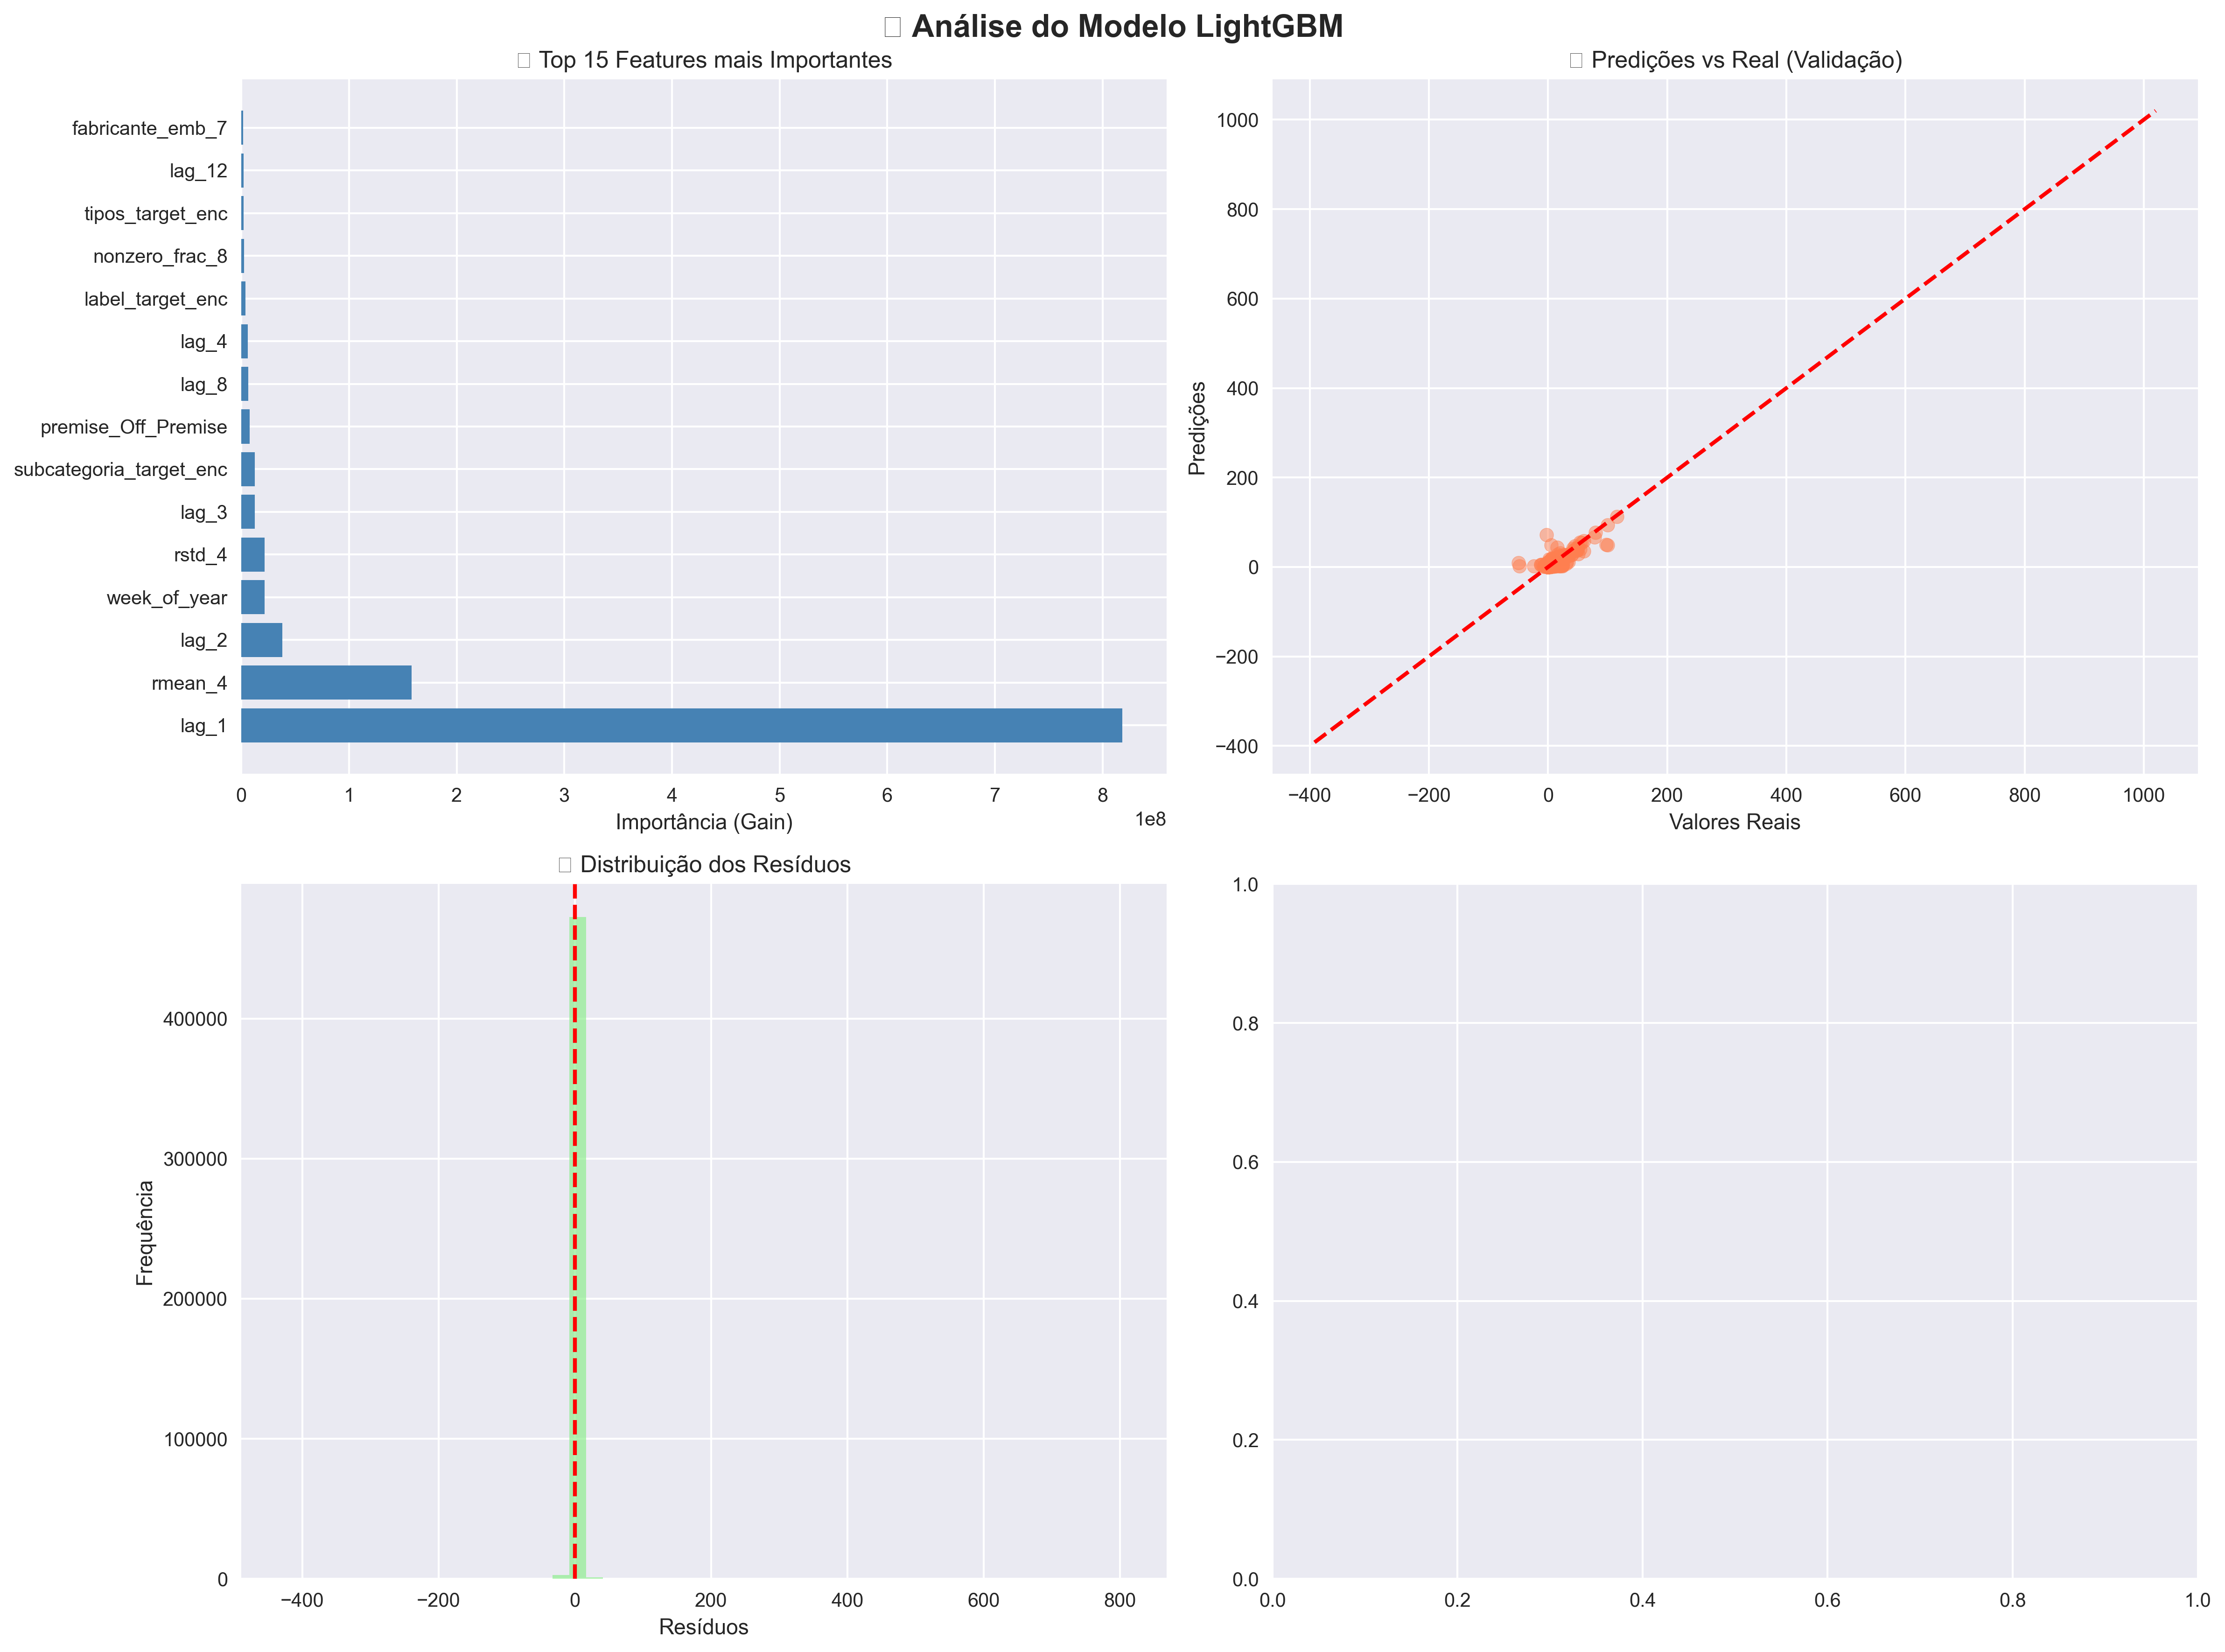 Análise do Modelo LightGBM
Top 15 Features mais Importantes
fabricante_emb_7
lag_12
tipos_target_enc
nonzero_frac_8
label_target_enc
lag_4
lag_8
premise_Off_Premise
subcategoria_target_enc
lag_3
rstd_4
week_of_year
lag_2
rmean_4
lag_1
0 1 2 3 4 5 6 7 8
1e8
Importância (Gain)
Predições vs Real (Validação)
Predições
1000
800
600
400
200
0
−200
−400
−400 −200 0 200 400 600 800 1000
Valores Reais
Distribuição dos Resíduos
Frequência
400000
300000
200000
100000
0
−400 −200 0 200 400 600 800
Resíduos
1.0
0.8
0.6
0.4
0.2
0.0
0.0 0.2 0.4 0.6 0.8 1.0